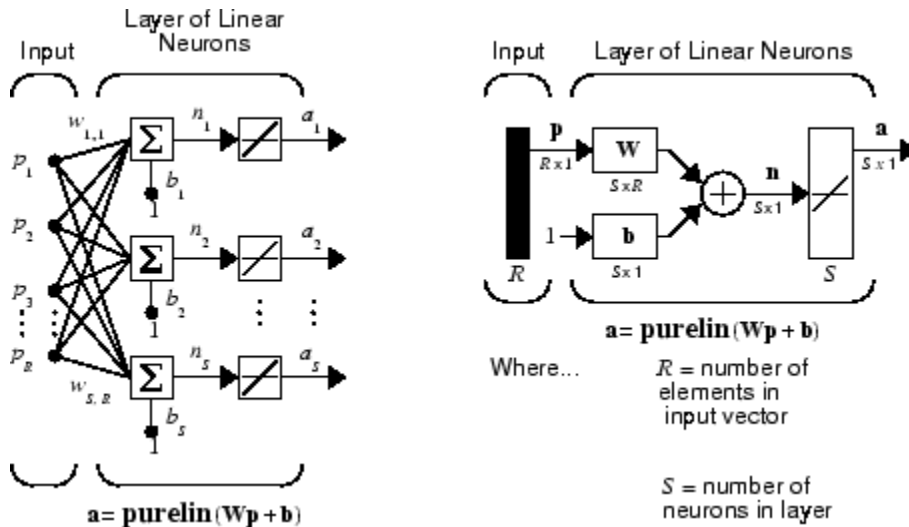 Layer of Linear
Neurons
Input
w1,1
n1
a1
p1
Σ
b1
1
p2
n2
a2
Σ
b2
1
p3
pR
nS
aS
Σ
wS, R
bS
1
a= purelin (Wp + b)
Input
Layer of Linear Neurons
p
W
R x 1
S x R
a
S x 1
n
S x 1
+
1
b
S x 1
R
S
a= purelin (Wp + b)
Where...
R = number of
elements in
input vector
S = number of
neurons in layer